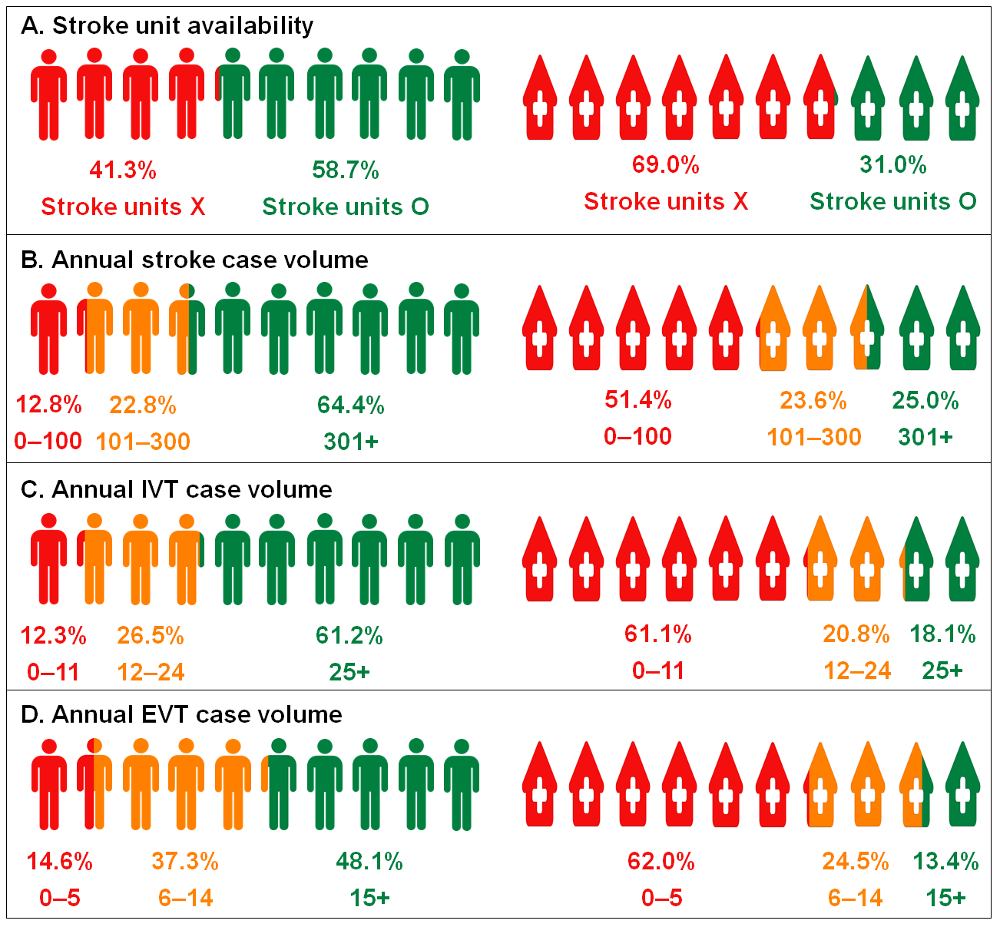 A. Stroke unit availability
41.3% 58.7% 69.0% 31.0%
Stroke units X Stroke units O Stroke units X Stroke units O
B. Annual stroke case volume
12.8% 22.8% 64.4% 51.4% 23.6% 25.0%
0–100 101–300 301+ 0–100 101–300 301+
C. Annual IVT case volume
12.3% 26.5% 61.2% 61.1% 20.8% 18.1%
0–11 12–24 25+ 0–11 12–24 25+
D. Annual EVT case volume
14.6% 37.3% 48.1% 62.0% 24.5% 13.4%
0–5 6–14 15+ 0–5 6–14 15+